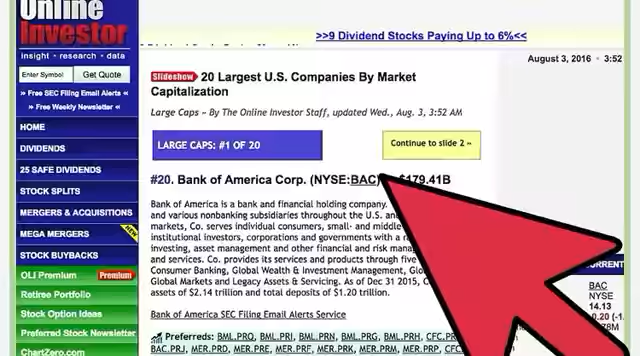 Online
Investor
insight • research • data
Enter Symbol
Get Quote
» Free SEC Filing Email Alerts «
» Free Weekly Newsletter «
HOME
DIVIDENDS
25 SAFE DIVIDENDS
STOCK SPLITS
MERGERS & ACQUISITIONS
MEGA MERGERS
NEW
STOCK BUYBACKS
OLI Premium
Premium
Retiree Portfolio
Stock Option Ideas
Preferred Stock Newsletter
ChartZero.com
>>9 Dividend Stocks Paying Up to 6%<<
August 3, 2016 • 3:52
Slideshow 20 Largest U.S. Companies By Market
Capitalization
Large Caps ~ By The Online Investor Staff, updated Wed., Aug. 3, 3:52 AM
LARGE CAPS: #1 OF 20
Continue to slide 2 »
#20. Bank of America Corp. (NYSE:BAC) $179.41B
Bank of America is a bank and financial holding company.
and various nonbanking subsidiaries throughout the U.S. and
markets, Co. serves individual consumers, small- and middle
institutional investors, corporations and governments with a
investing, asset management and other financial and risk
and services. Co. provides its services and products through five
Consumer Banking, Global Wealth & Investment Management,
Global Markets and Legacy Assets & Servicing. As of Dec 31 2015,
assets of $2.14 trillion and total deposits of $1.20 trillion.
Bank of America SEC Filing Email Alerts Service
Preferreds: BML.PRQ, BML.PRI, BML.PRN, BML.PRG, BML.PRH, CFC.
BAC.PRJ, MER.PRD, MER.PRE, MER.PRF, MER.PRK, MER.PRM, MER.PRP, CFC.
BAC
NYSE
14.13